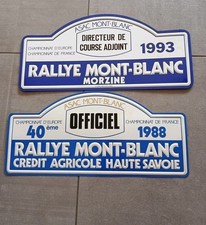 ASAC MONT-BLANC
DIRECTEUR DE
COURSE ADJOINT
CHAMPIONNAT D'EUROPE
CHAMPIONNAT DE FRANCE
1993
RALLYE MONT-BLANC
MORZINE
ASAC MONT-BLANC
OFFICIEL
CHAMPIONNAT D'EUROPE
CHAMPIONNAT DE FRANCE
40ème
1988
RALLYE MONT-BLANC
CREDIT AGRICOLE HAUTE SAVOIE